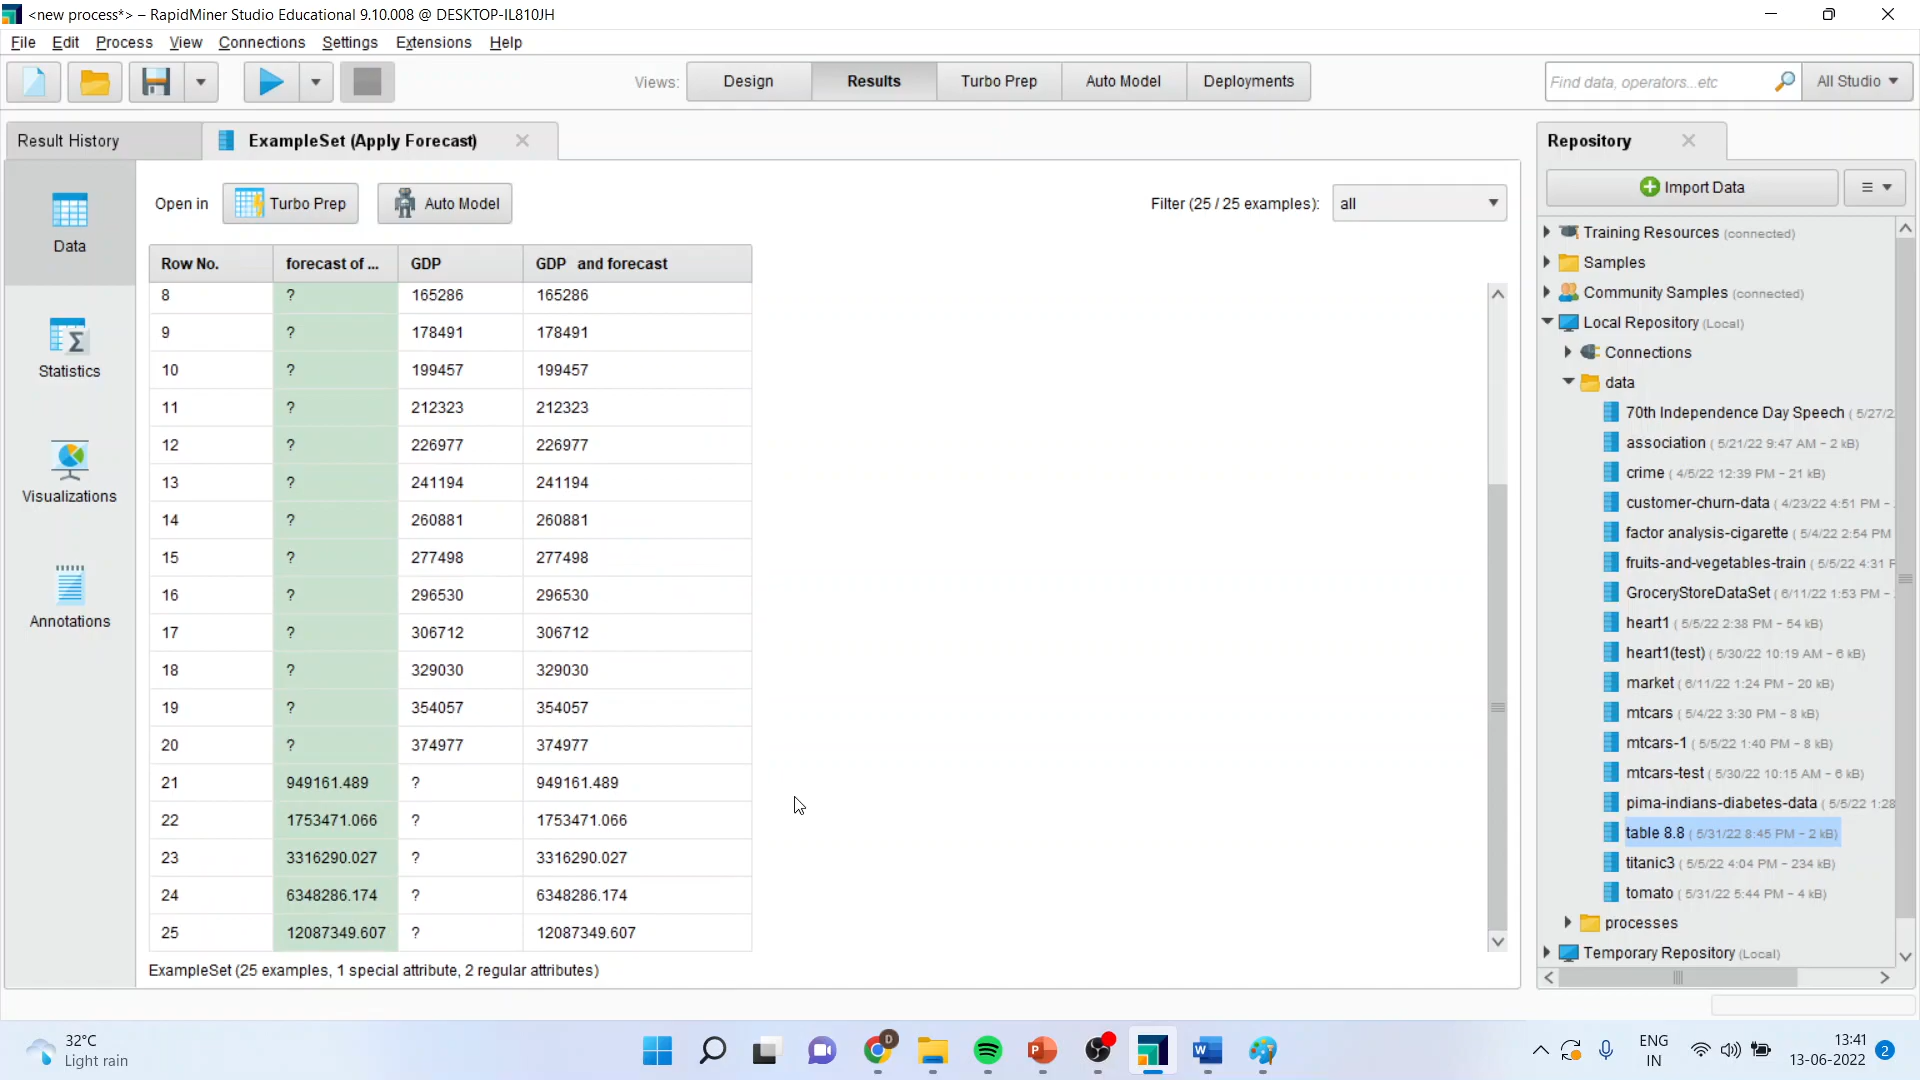 <new process*> – RapidMiner Studio Educational 9.10.008 @ DESKTOP-IL810JH
File Edit Process View Connections Settings Extensions Help
Views: Design Results Turbo Prep Auto Model Deployments Find data, operators...etc All Studio
Result History ExampleSet (Apply Forecast) Repository
Open in Turbo Prep Auto Model Filter (25 / 25 examples): all
Import Data
Data
Statistics
Visualizations
Annotations
Row No. forecast of ... GDP GDP and forecast
8 ? 165286 165286
9 ? 178491 178491
10 ? 199457 199457
11 ? 212323 212323
12 ? 226977 226977
13 ? 241194 241194
14 ? 260881 260881
15 ? 277498 277498
16 ? 296530 296530
17 ? 306712 306712
18 ? 329030 329030
19 ? 354057 354057
20 ? 374977 374977
21 949161.489 ? 949161.489
22 1753471.066 ? 1753471.066
23 3316290.027 ? 3316290.027
24 6348286.174 ? 6348286.174
25 12087349.607 ? 12087349.607
ExampleSet (25 examples, 1 special attribute, 2 regular attributes)
Training Resources (connected)
Samples
Community Samples (connected)
Local Repository (Local)
Connections
data
70th Independence Day Speech ( 5/27/2
association ( 5/21/22 9:47 AM – 2 kB)
crime ( 4/5/22 12:39 PM – 21 kB)
customer-churn-data ( 4/23/22 4:51 PM –
factor analysis-cigarette ( 5/4/22 2:54 PM
fruits-and-vegetables-train ( 5/5/22 4:31 P
GroceryStoreDataSet ( 6/11/22 1:53 PM –
heart1 ( 5/5/22 2:38 PM – 54 kB)
heart1(test) ( 5/30/22 10:19 AM – 6 kB)
market ( 6/11/22 1:24 PM – 20 kB)
mtcars ( 5/4/22 3:30 PM – 8 kB)
mtcars-1 ( 5/5/22 1:40 PM – 8 kB)
mtcars-test ( 5/30/22 10:15 AM – 6 kB)
pima-indians-diabetes-data ( 5/5/22 1:28
table 8.8 ( 5/31/22 8:45 PM – 2 kB)
titanic3 ( 5/5/22 4:04 PM – 234 kB)
tomato ( 5/31/22 5:44 PM – 4 kB)
processes
Temporary Repository (Local)
32°C
Light rain
D
P
W
ENG
IN
13:41
13-06-2022
2